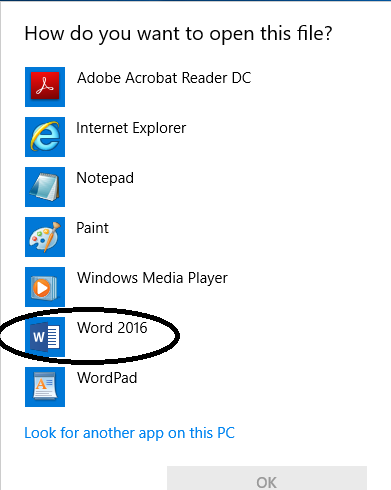 How do you want to open this file?
Adobe Acrobat Reader DC
Internet Explorer
Notepad
Paint
Windows Media Player
Word 2016
WordPad
Look for another app on this PC
OK